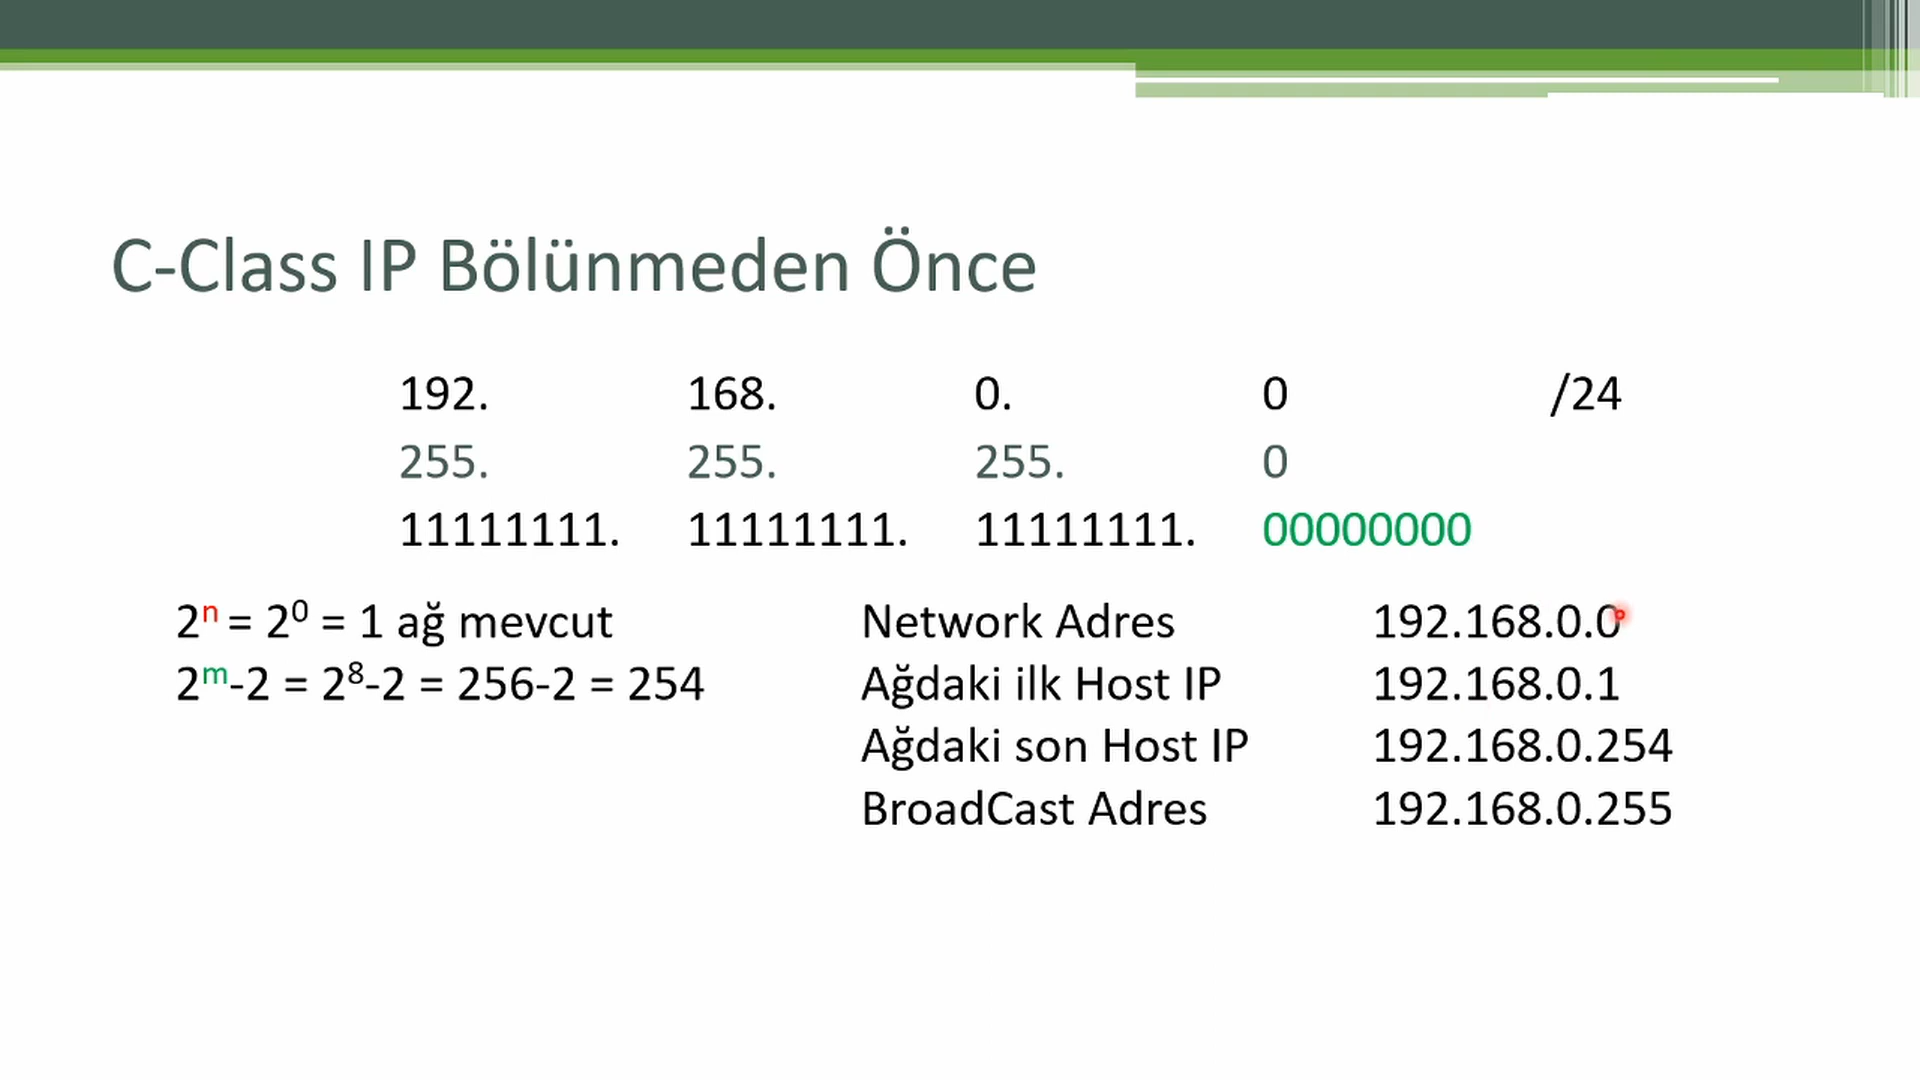 C-Class IP Bölünmeden Önce
192. 168. 0. 0 /24
255. 255. 255. 0
11111111. 11111111. 11111111. 00000000
2ⁿ = 2⁰ = 1 ağ mevcut
2ᵐ-2 = 2⁸-2 = 256-2 = 254
Network Adres 192.168.0.0
Ağdaki ilk Host IP 192.168.0.1
Ağdaki son Host IP 192.168.0.254
BroadCast Adres 192.168.0.255